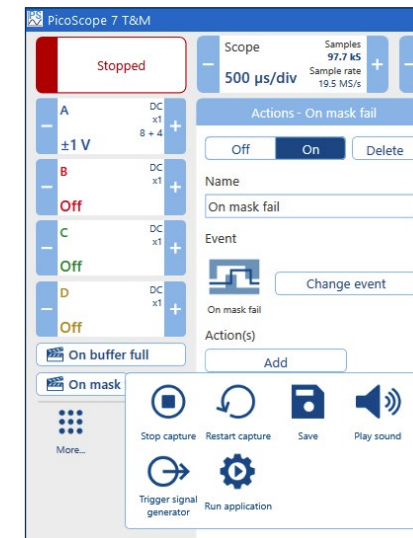 PicoScope 7 T&M
Stopped
Scope
500 µs/div
Samples
97.7 kS
Sample rate
19.5 MS/s
A
DC
x1
8 + 4
±1 V
B
DC
x1
Off
C
DC
x1
Off
D
DC
x1
Off
On buffer full
On mask
More...
Actions - On mask fail
Off
On
Delete
Name
On mask fail
Event
On mask fail
Change event
Action(s)
Add
Stop capture
Restart capture
Save
Play sound
Trigger signal
generator
Run application